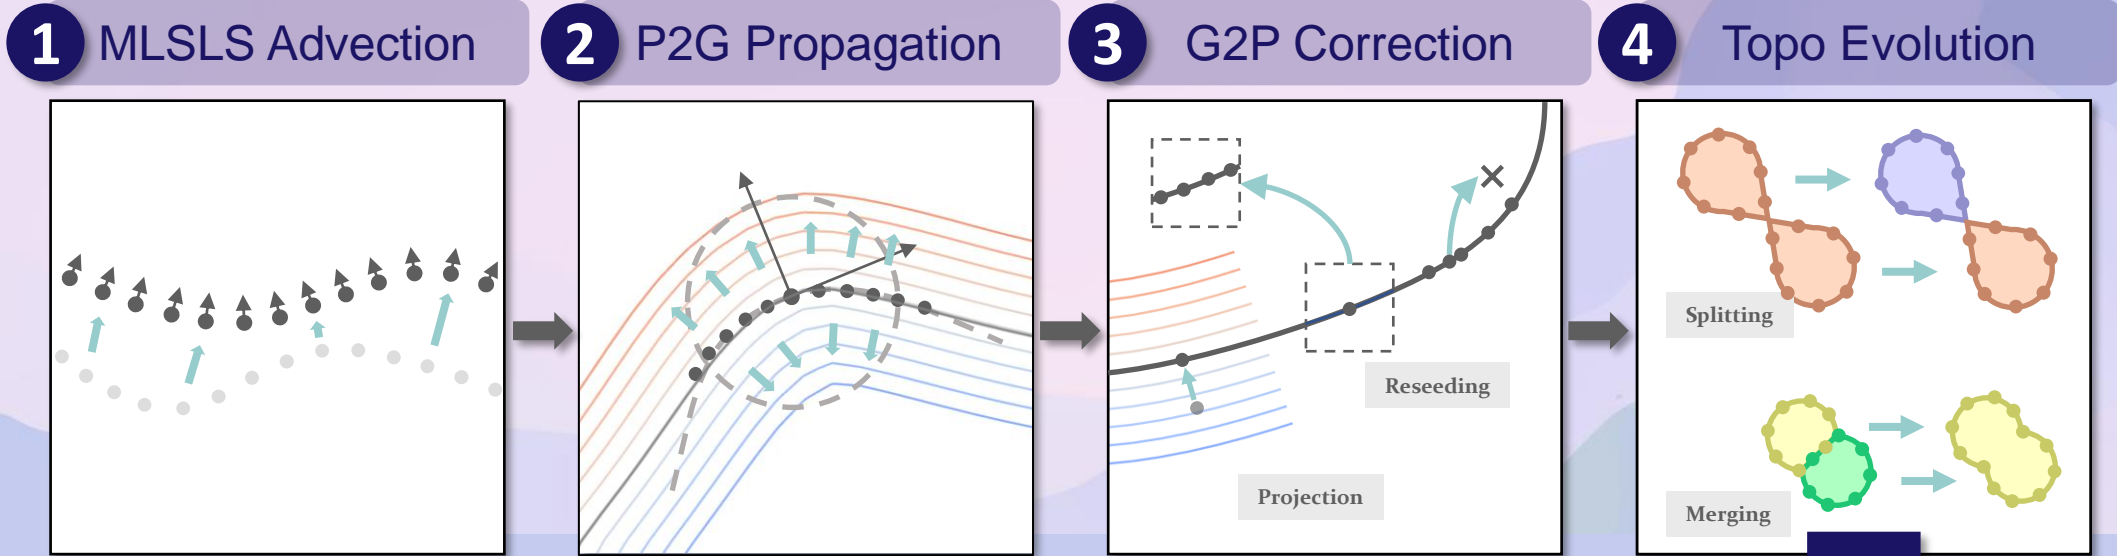 1 MLSLS Advection
2 P2G Propagation
3 G2P Correction
4 Topo Evolution
Reseeding
Projection
Splitting
Merging